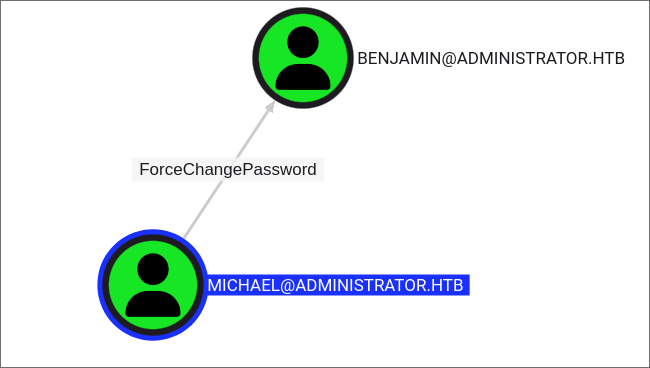 BENJAMIN@ADMINISTRATOR.HTB
ForceChangePassword
MICHAEL@ADMINISTRATOR.HTB